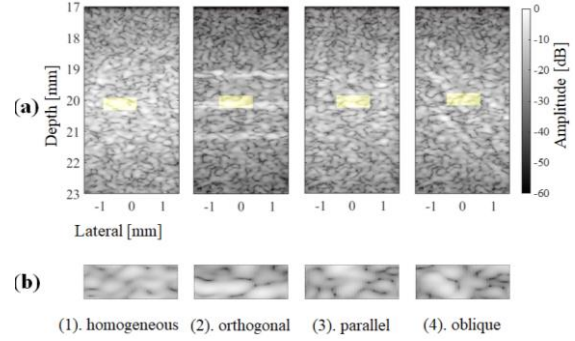 (a)
Depth [mm]
17
18
19
20
21
22
23
-1 0 1
-1 0 1
-1 0 1
-1 0 1
Lateral [mm]
0
-10
-20
-30
-40
-50
-60
Amplitude [dB]
(b)
(1). homogeneous (2). orthogonal (3). parallel (4). oblique